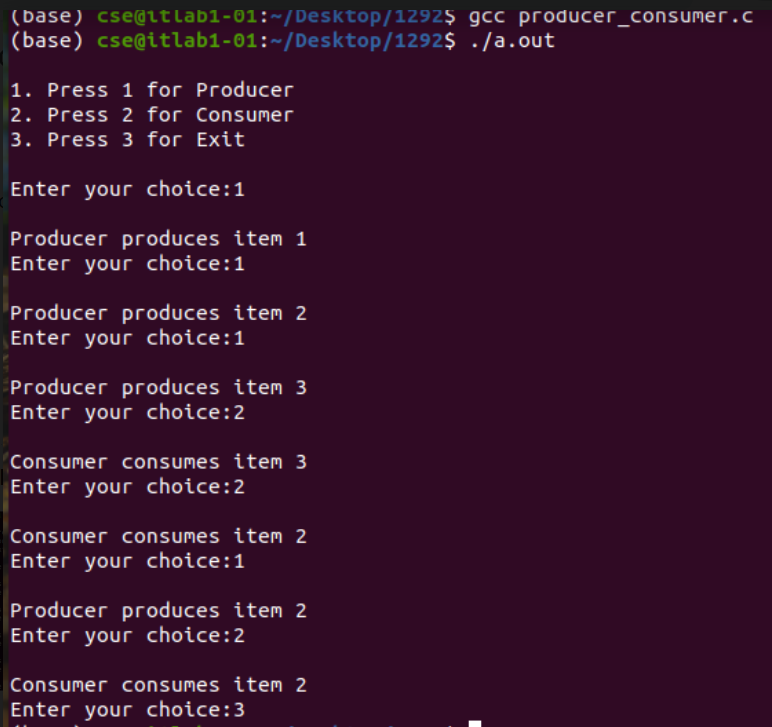 (base) cse@itlab1-01:~/Desktop/1292$ gcc producer_consumer.c
(base) cse@itlab1-01:~/Desktop/1292$ ./a.out
1. Press 1 for Producer
2. Press 2 for Consumer
3. Press 3 for Exit
Enter your choice:1
Producer produces item 1
Enter your choice:1
Producer produces item 2
Enter your choice:1
Producer produces item 3
Enter your choice:2
Consumer consumes item 3
Enter your choice:2
Consumer consumes item 2
Enter your choice:1
Producer produces item 2
Enter your choice:2
Consumer consumes item 2
Enter your choice:3